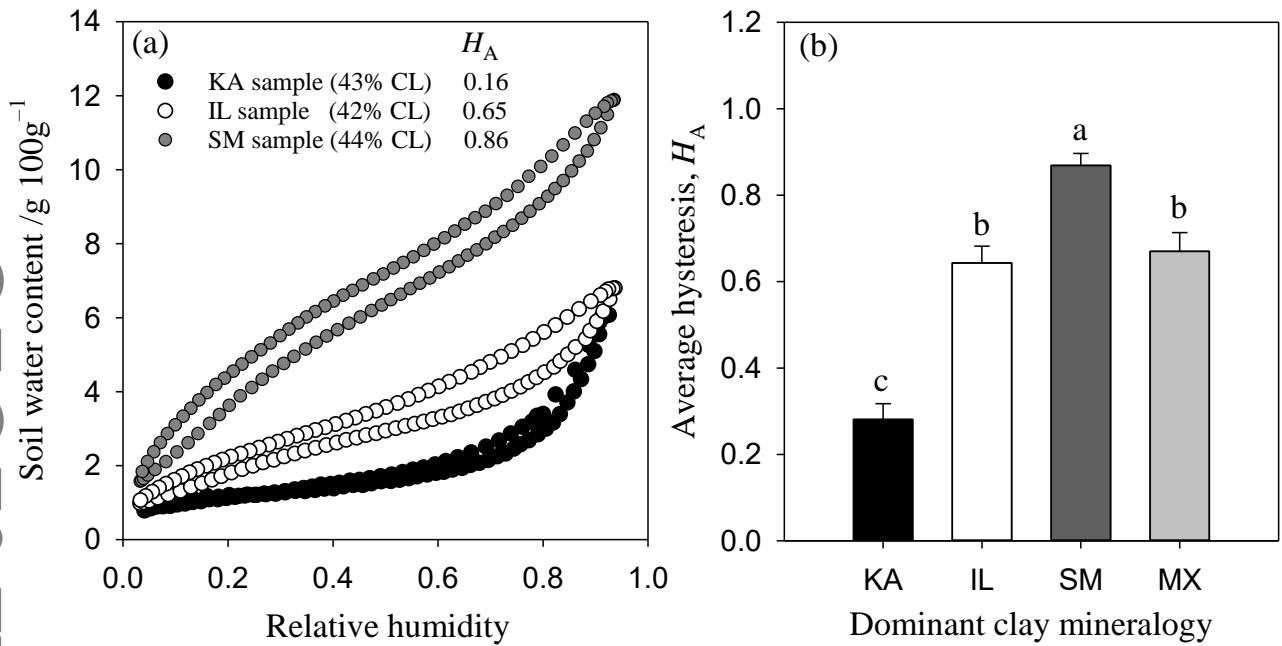 (a)
H_A
KA sample (43% CL) 0.16
IL sample (42% CL) 0.65
SM sample (44% CL) 0.86
Soil water content /g 100g⁻¹
14
12
10
8
6
4
2
0
0.0 0.2 0.4 0.6 0.8 1.0
Relative humidity
(b)
Average hysteresis, H_A
1.2
1.0
0.8
0.6
0.4
0.2
0.0
c
b
a
b
KA IL SM MX
Dominant clay mineralogy